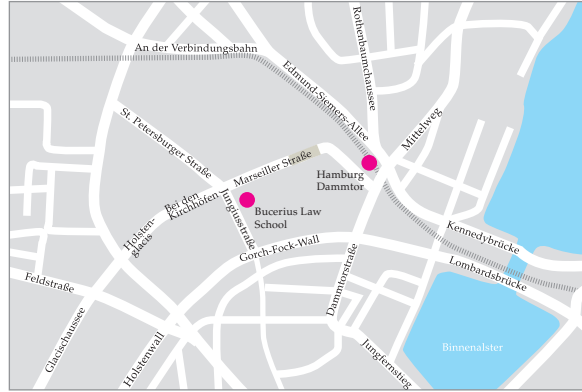 An der Verbindungsbahn
Rothenbaumchaussee
Edmund-Siemers-Allee
St. Petersburger Straße
Mittelweg
Marseiller Straße
Hamburg
Dammtor
Bei den
Kirchhöfen
Jungiusstraße
Bucerius Law
School
Holsten-
glacis
Gorch-Fock-Wall
Kennedybrücke
Lombardsbrücke
Feldstraße
Dammtorstraße
Glacischaussee
Holstenwall
Jungfernstieg
Binnenalster